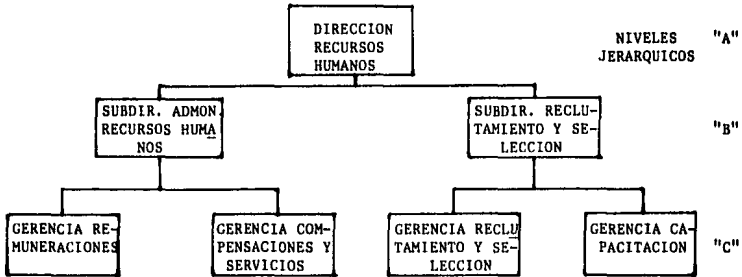 DIRECCION
RECURSOS
HUMANOS
NIVELES
JERARQUICOS
"A"
SUBDIR. ADMON.
RECURSOS HUMA
NOS
SUBDIR. RECLU-
TAMIENTO Y SE-
LECCION
"B"
GERENCIA RE-
MUNERACIONES
GERENCIA COM-
PENSACIONES Y
SERVICIOS
GERENCIA RECLU
TAMIENTO Y SE-
LECCION
GERENCIA CA-
PACITACION
"C"